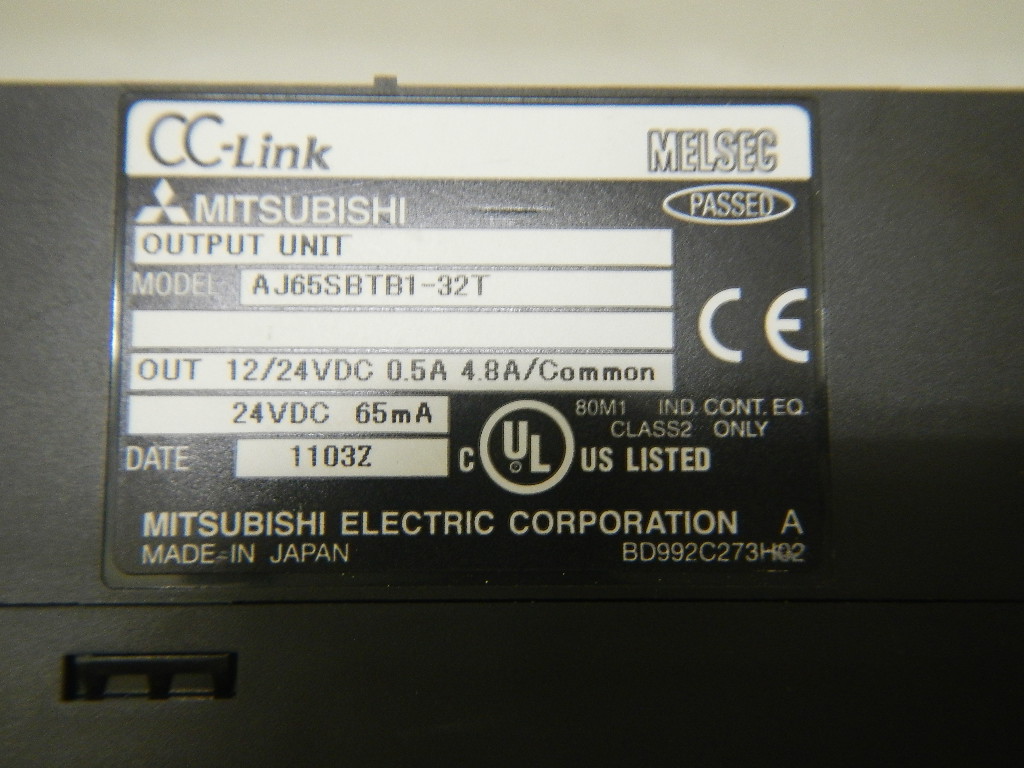 CC-Link MELSEC
MITSUBISHI PASSED
OUTPUT UNIT
MODEL AJ65SBTB1-32T
CE
OUT 12/24VDC 0.5A 4.8A/Common
24VDC 65mA
80M1 IND. CONT. EQ.
CLASS2 ONLY
DATE 1103Z
C UL US LISTED
MITSUBISHI ELECTRIC CORPORATION A
MADE IN JAPAN BD992C273H02